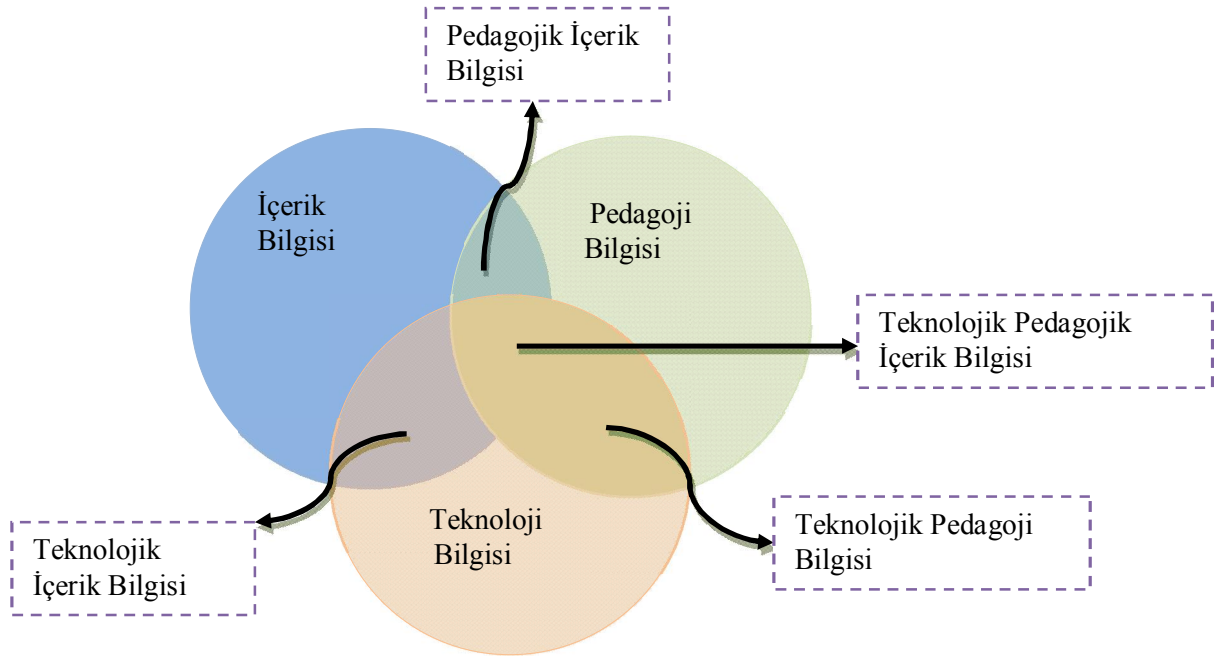 Pedagojik İçerik
Bilgisi
İçerik
Bilgisi
Pedagoji
Bilgisi
Teknolojik Pedagojik
İçerik Bilgisi
Teknoloji
Bilgisi
Teknolojik Pedagoji
Bilgisi
Teknolojik
İçerik Bilgisi